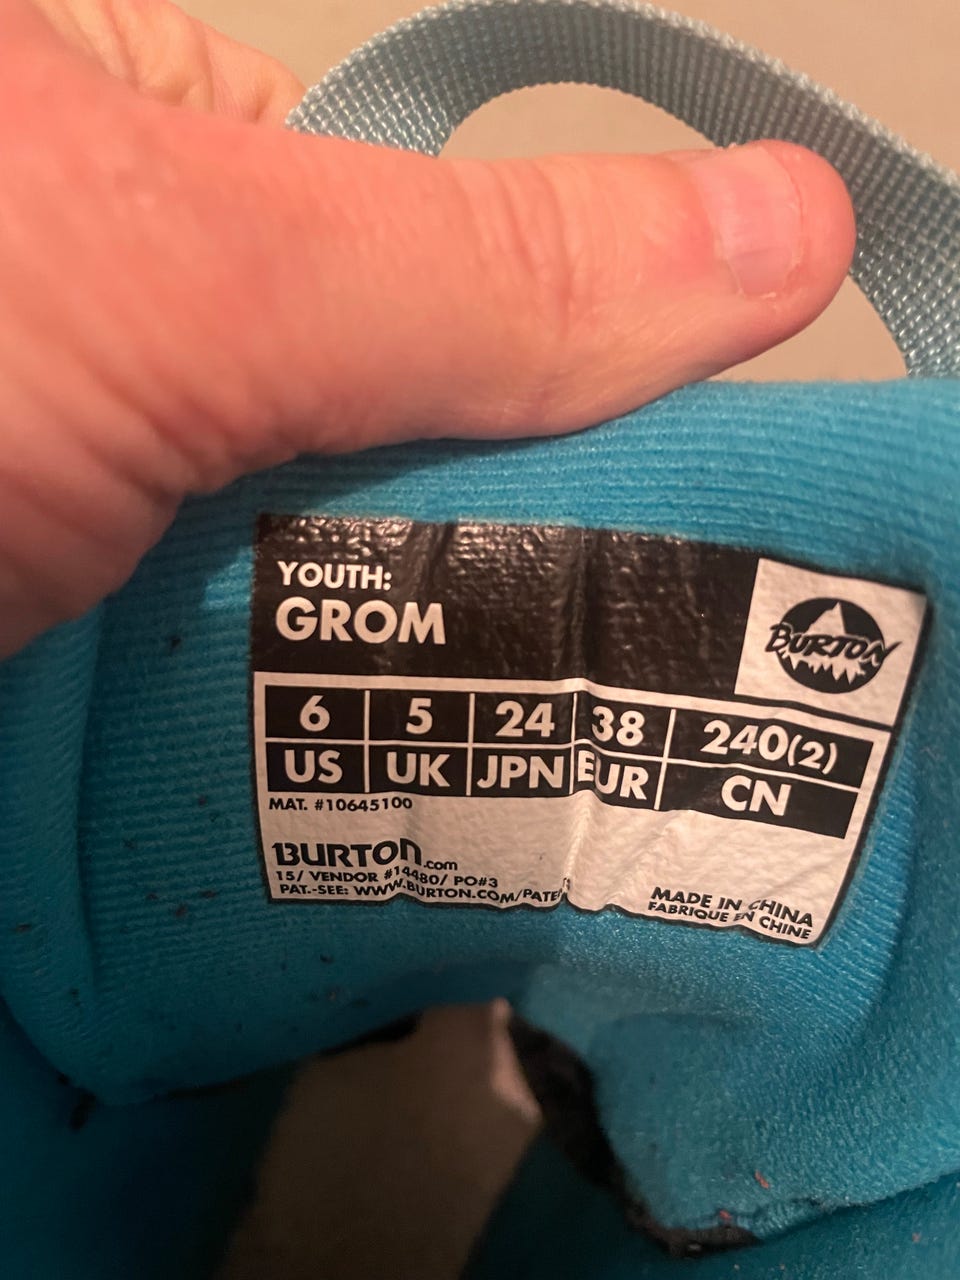 YOUTH:
GROM
BURTON
6 5 24 38 240(2)
US UK JPN EUR CN
MAT. #10645100
BURTON.com
15/ VENDOR #14480/ PO#3
PAT.-SEE: WWW.BURTON.COM/PATE
MADE IN CHINA
FABRIQUE EN CHINE